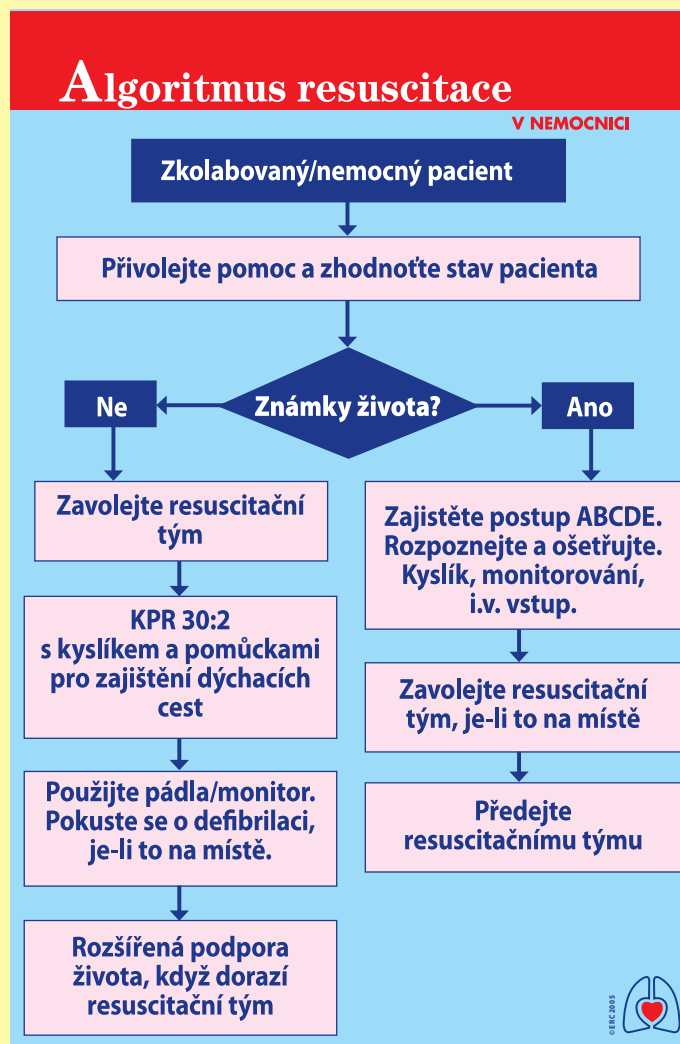 Algoritmus resuscitace
V NEMOCNICI
Zkolabovaný/nemocný pacient
Přivolejte pomoc a zhodnoťte stav pacienta
Známky života?
Ne
Ano
Zavolejte resuscitační
tým
KPR 30:2
s kyslíkem a pomůckami
pro zajištění dýchacích
cest
Použijte pádla/monitor.
Pokuste se o defibrilaci,
je-li to na místě.
Rozšířená podpora
života, když dorazí
resuscitační tým
Zajistěte postup ABCDE.
Rozpoznejte a ošetřujte.
Kyslík, monitorování,
i.v. vstup.
Zavolejte resuscitační
tým, je-li to na místě
Předejte
resuscitačnímu týmu
©ERC2005